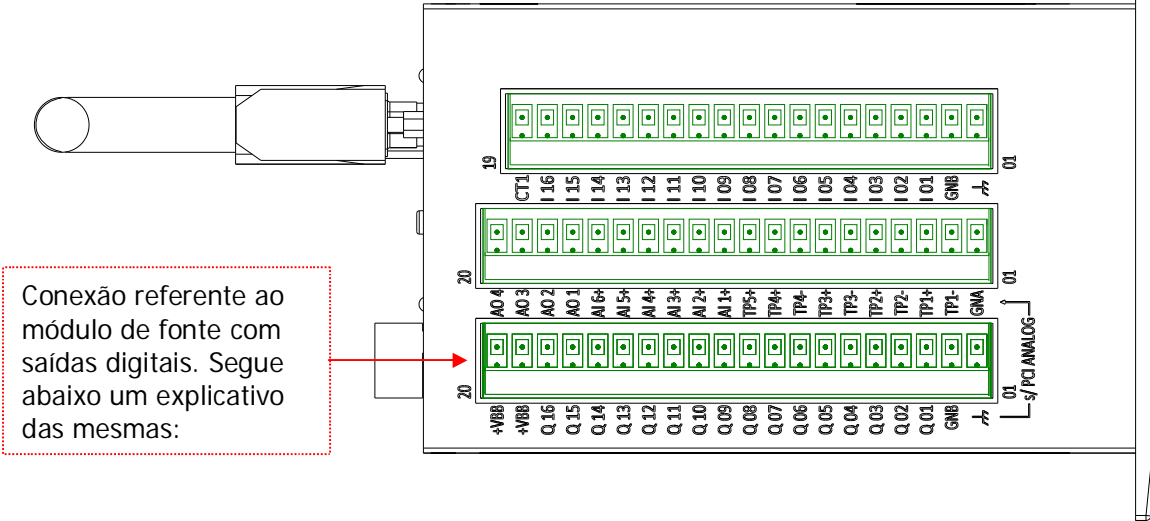 19
01
CT1 I 16 I 15 I 14 I 13 I 12 I 11 I 10 I 09 I 08 I 07 I 06 I 05 I 04 I 03 I 02 I 01 GNB
20
01
AO 4 AO 3 AO 2 AO 1 AI 6+ AI 5+ AI 4+ AI 3+ AI 2+ AI 1+ TP5+ TP4+ TP4- TP3+ TP3- TP2+ TP2- TP1+ TP1- GNA
Conexão referente ao
módulo de fonte com
saídas digitais. Segue
abaixo um explicativo
das mesmas:
20
01
s/ PCI ANALOG
+VBB +VBB Q 16 Q 15 Q 14 Q 13 Q 12 Q 11 Q 10 Q 09 Q 08 Q 07 Q 06 Q 05 Q 04 Q 03 Q 02 Q 01 GNB